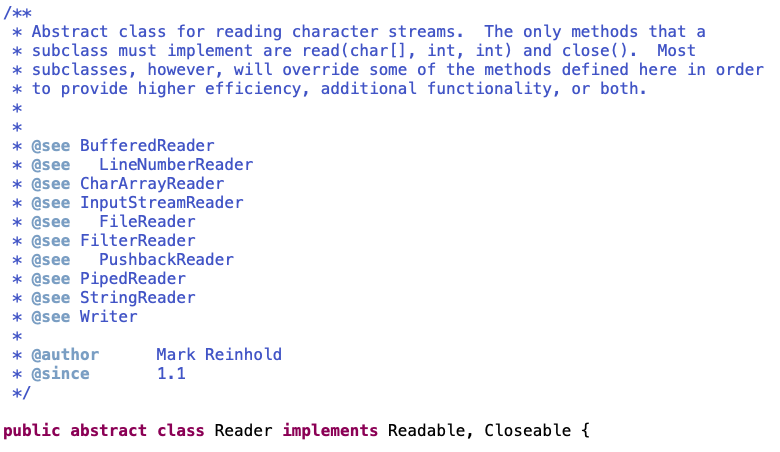 /**
 * Abstract class for reading character streams.  The only methods that a
 * subclass must implement are read(char[], int, int) and close().  Most
 * subclasses, however, will override some of the methods defined here in order
 * to provide higher efficiency, additional functionality, or both.
 *
 *
 * @see BufferedReader
 * @see   LineNumberReader
 * @see CharArrayReader
 * @see InputStreamReader
 * @see   FileReader
 * @see FilterReader
 * @see   PushbackReader
 * @see PipedReader
 * @see StringReader
 * @see Writer
 *
 * @author      Mark Reinhold
 * @since       1.1
 */

public abstract class Reader implements Readable, Closeable {